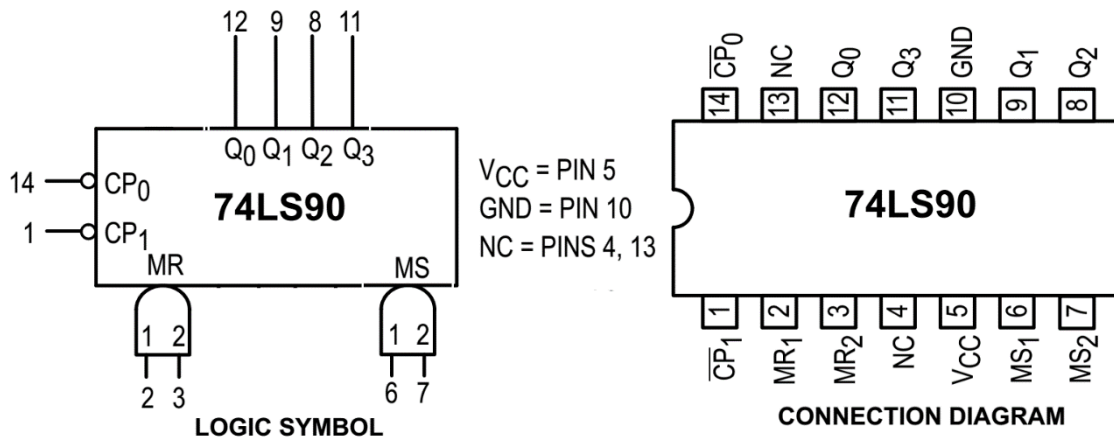 12 9 8 11
Q0 Q1 Q2 Q3
14 CP0
74LS90
1 CP1
MR MS
1 2 1 2
2 3 6 7
LOGIC SYMBOL
VCC = PIN 5
GND = PIN 10
NC = PINS 4, 13
CP0 NC Q0 Q3 GND Q1 Q2
14 13 12 11 10 9 8
74LS90
1 2 3 4 5 6 7
CP1 MR1 MR2 NC VCC MS1 MS2
CONNECTION DIAGRAM